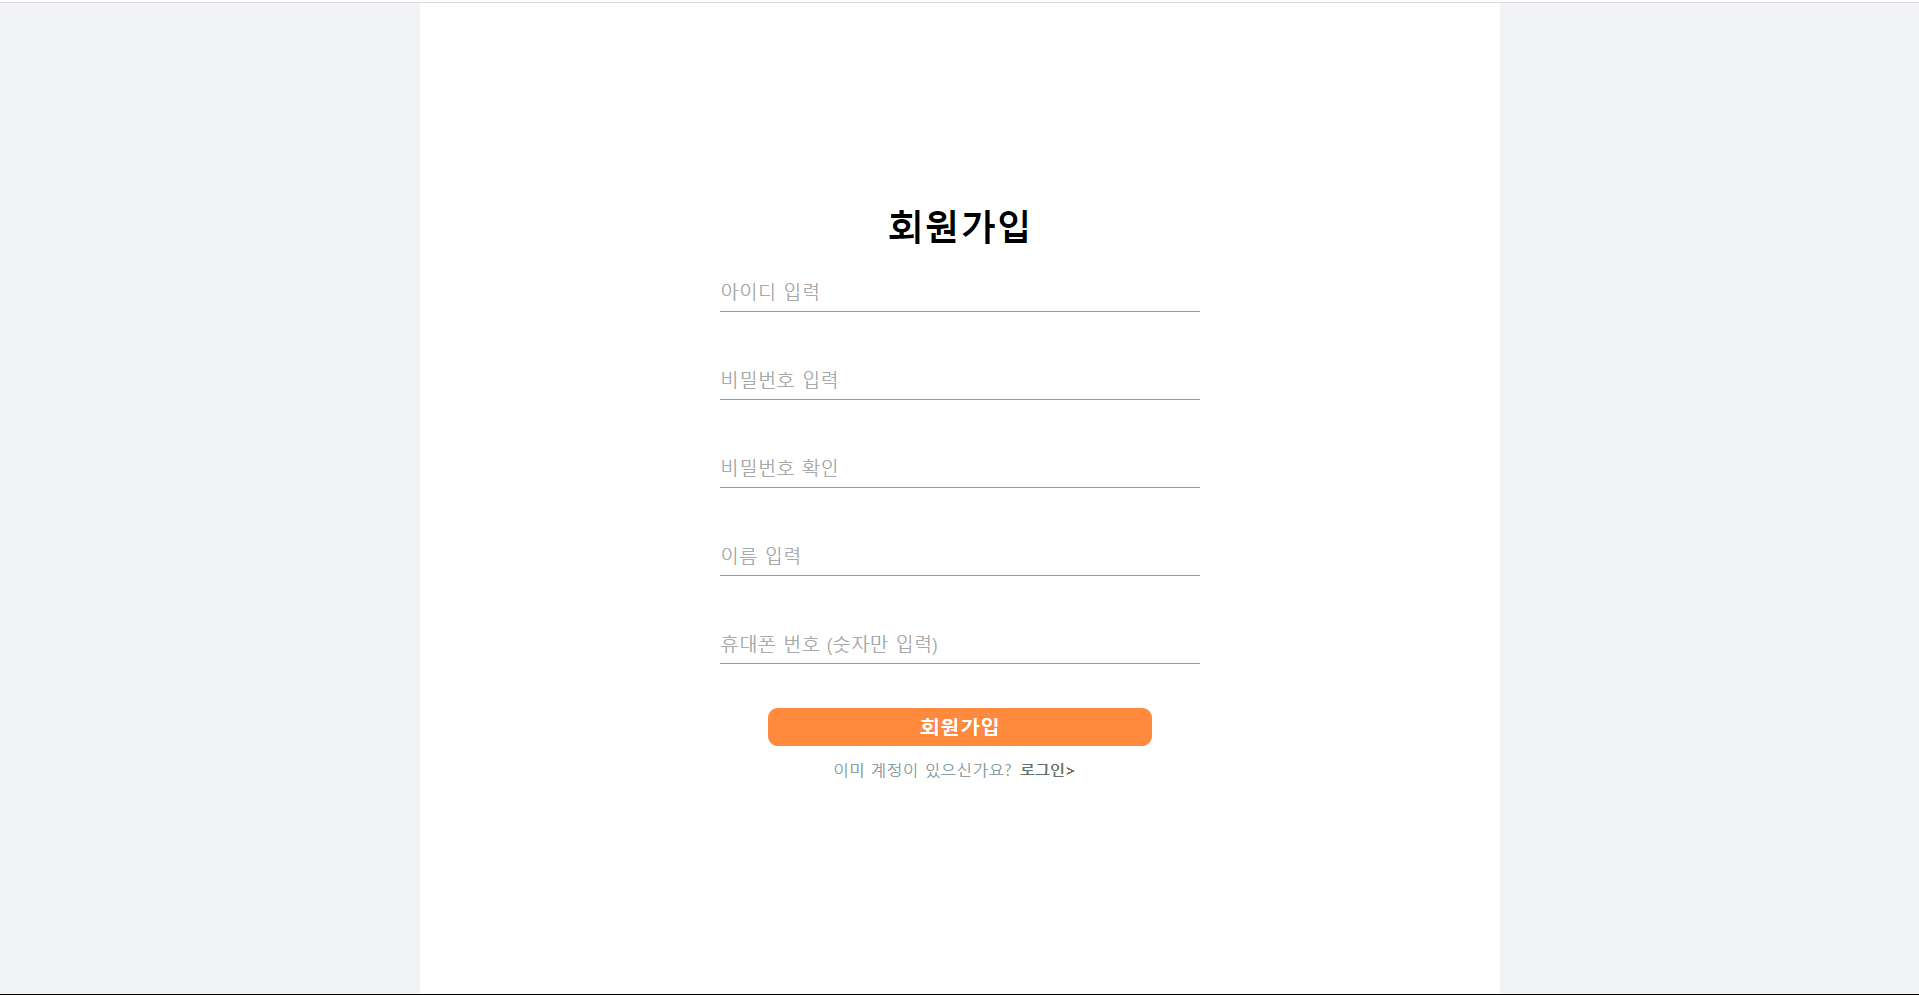 회원가입
아이디 입력
비밀번호 입력
비밀번호 확인
이름 입력
휴대폰 번호 (숫자만 입력)
회원가입
이미 계정이 있으신가요? 로그인>